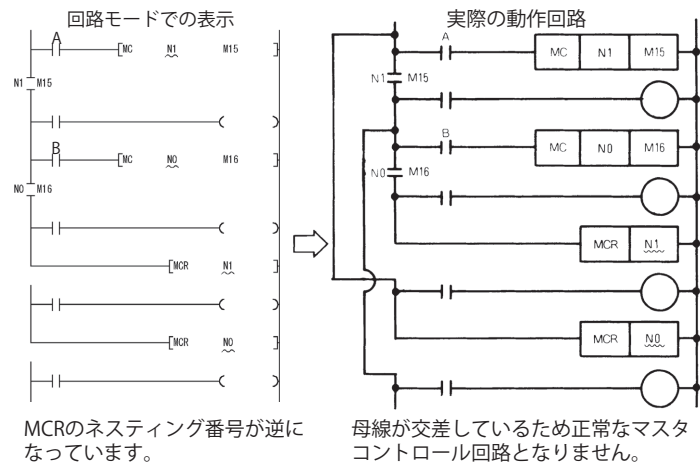 回路モードでの表示
A
MC N1 M15
N1 M15
B
MC N0 M16
N0 M16
MCR N1
MCR N0
MCRのネスティング番号が逆に
なっています。
実際の動作回路
A
MC N1 M15
N1 M15
B
MC N0 M16
N0 M16
MCR N1
MCR N0
母線が交差しているため正常なマスタ
コントロール回路となりません。